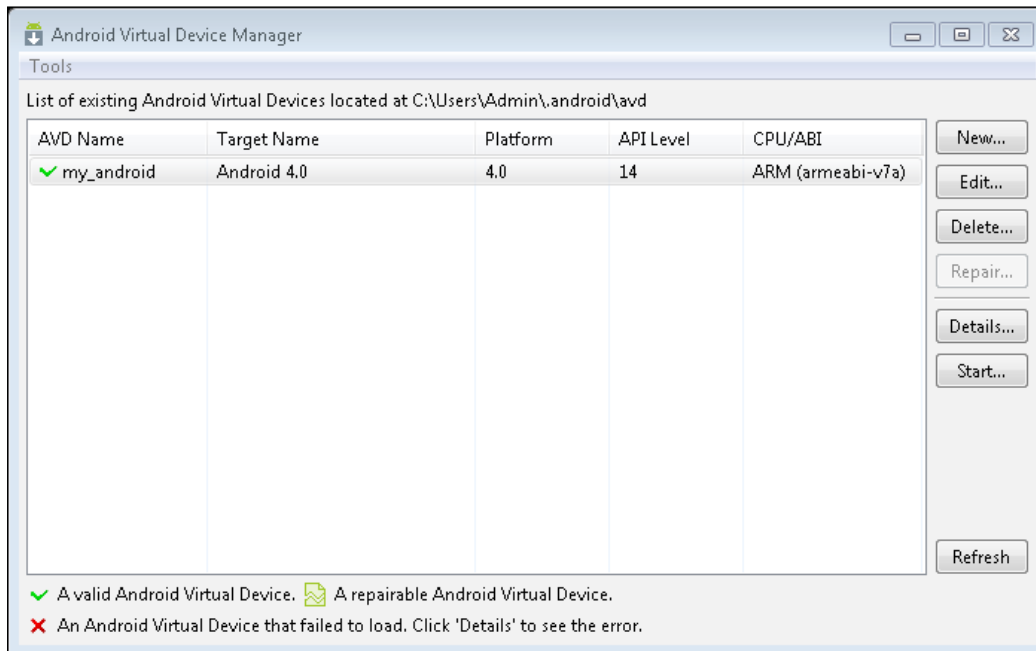 Android Virtual Device Manager
Tools
List of existing Android Virtual Devices located at C:\Users\Admin\.android\avd
AVD Name Target Name Platform API Level CPU/ABI
my_android Android 4.0 4.0 14 ARM (armeabi-v7a)
New...
Edit...
Delete...
Repair...
Details...
Start...
Refresh
A valid Android Virtual Device. A repairable Android Virtual Device.
An Android Virtual Device that failed to load. Click 'Details' to see the error.